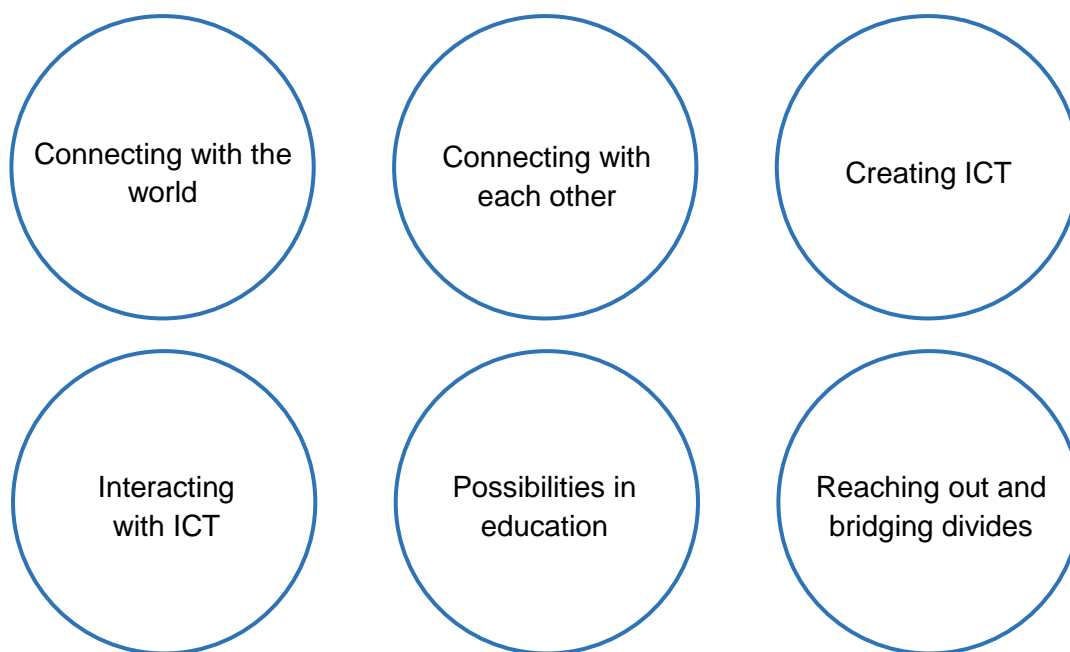 Connecting with the
world
Connecting with
each other
Creating ICT
Interacting
with ICT
Possibilities in
education
Reaching out and
bridging divides